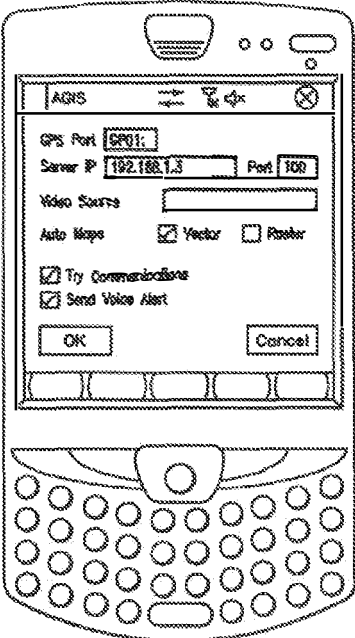 AGIS
GPS Port GP01:
Server IP 192.168.1.3 Port 100
Video Source
Auto Maps Vector Raster
Try Communications
Send Voice Alert
OK Cancel